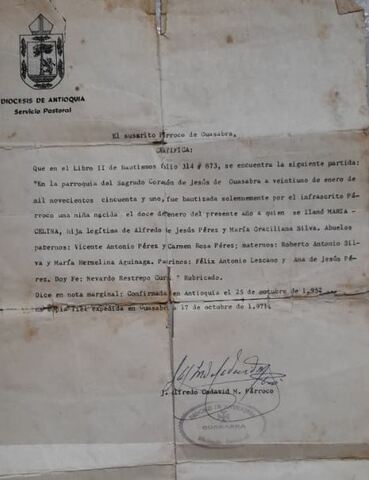 DIOCESIS DE ANTIOQUIA
Servicio Pastoral
El suscrito Párroco de Guasabra,
CERTIFICA:
Que en el Libro II de Bautismos folio 314 # 873, se encuentra la siguiente partida:
"En la parroquia del Sagrado Corazón de jesús de Guasabra a veintiuno de enero de
mil novecientos cincuenta y uno, fue bautizada solemnemente por el infrascrito Pá-
rroco una niña nacida el doce de enero del presente año a quien se llamó MARIA
CELINA, hija legítima de Alfredo de jesús Pérez y María Graciliana Silva. Abuelos
paternos: Vicente Antonio Pérez y Carmen Rosa Pérez; maternos: Roberto Antonio Sil-
va y María Hermelina Aguinaga. Padrinos: Félix Antonio Lezcano y Ana de jesús Pé-
rez. Doy Fe: Nevardo Restrepo Cura " Rubricado.
Dice en nota marginal: Confirmada en Antioquia el 25 de octubre de 1.952
Es copia fiel expedida en Guasabra a 17 de octubre de 1.971
J. Alfredo Cadavid M. Párroco
DIOCESIS DE ANTIOQUIA
GUASABRA